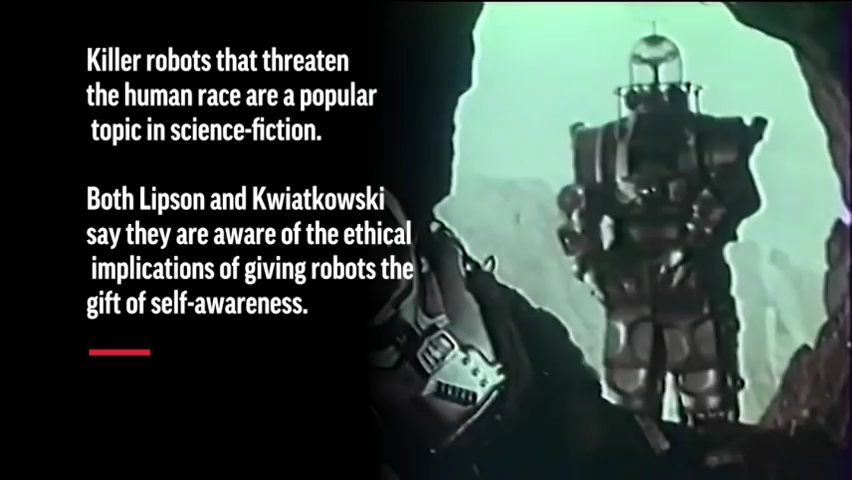 Killer robots that threaten
the human race are a popular
topic in science-fiction.
Both Lipson and Kwiatkowski
say they are aware of the ethical
implications of giving robots the
gift of self-awareness.